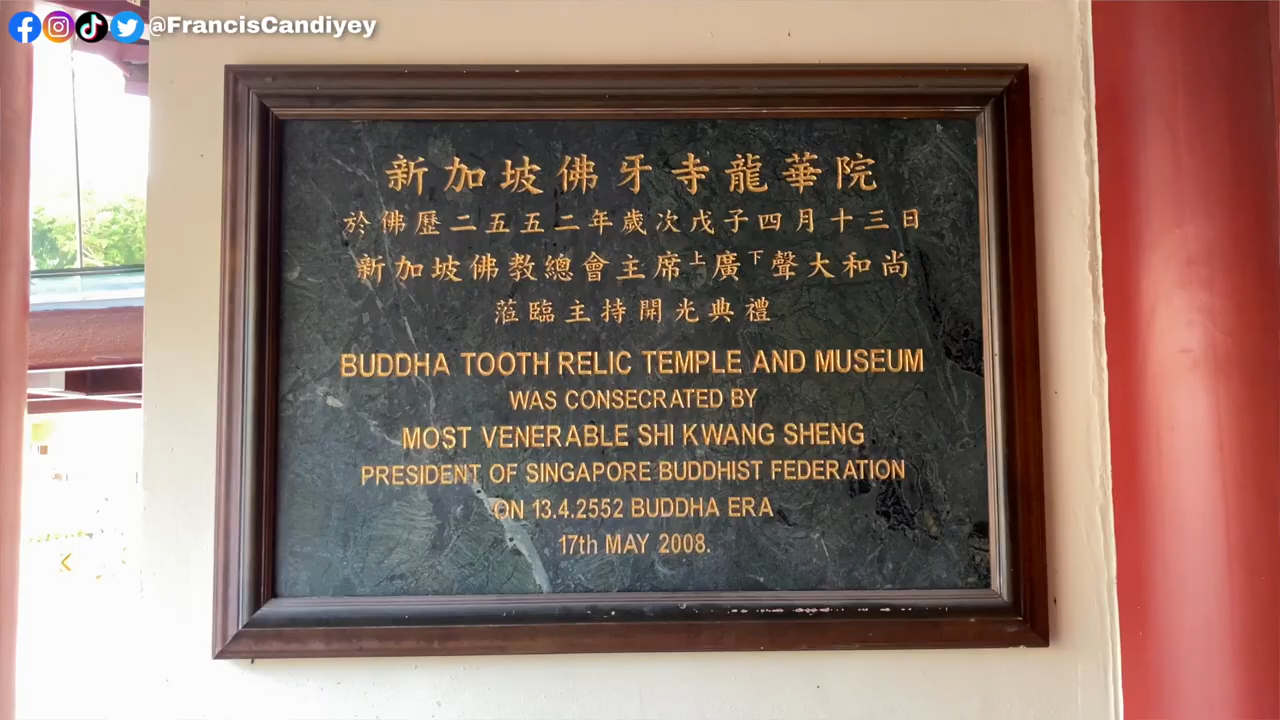 @FrancisCandiyey
新加坡佛牙寺龍華院
於佛歷二五五二年歲次戊子四月十三日
新加坡佛教總會主席上廣下聲大和尚
蒞臨主持開光典禮
BUDDHA TOOTH RELIC TEMPLE AND MUSEUM
WAS CONSECRATED BY
MOST VENERABLE SHI KWANG SHENG
PRESIDENT OF SINGAPORE BUDDHIST FEDERATION
ON 13.4.2552 BUDDHA ERA
17th MAY 2008.